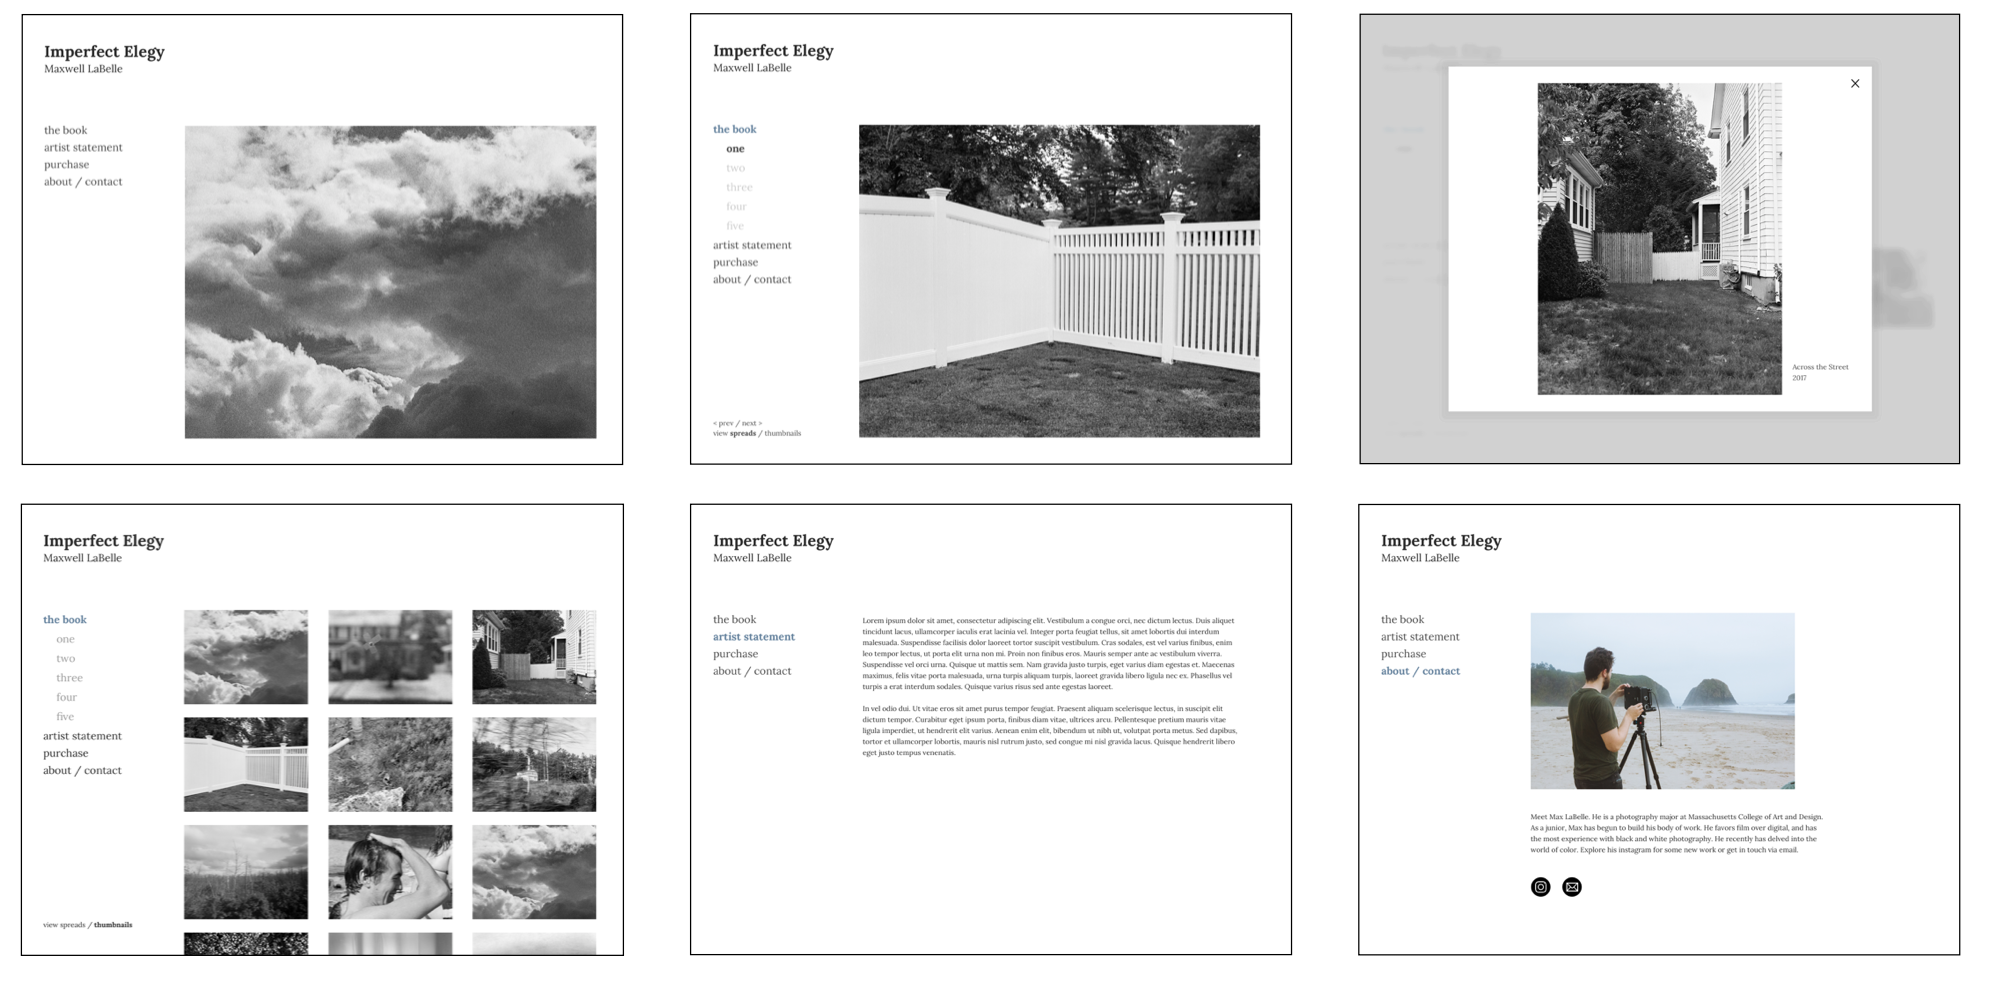 Imperfect Elegy
Maxwell LaBelle
the book
artist statement
purchase
about / contact
Imperfect Elegy
Maxwell LaBelle
the book
one
two
three
four
five
artist statement
purchase
about / contact
< prev / next >
view spreads / thumbnails
Across the Street
2017
Imperfect Elegy
Maxwell LaBelle
the book
one
two
three
four
five
artist statement
purchase
about / contact
view spreads / thumbnails
Imperfect Elegy
Maxwell LaBelle
the book
artist statement
purchase
about / contact
Lorem ipsum dolor sit amet, consectetur adipiscing elit. Vestibulum a congue orci, nec dictum lectus. Duis aliquet
tincidunt lacus, ullamcorper iaculis erat lacinia vel. Integer porta feugiat tellus, sit amet lobortis dui interdum
malesuada. Suspendisse facilisis dolor laoreet tortor suscipit vestibulum. Cras sodales, est vel varius finibus, enim
leo tempor lectus, ut porta elit urna non mi. Proin non finibus eros. Mauris semper ante ac vestibulum viverra.
Suspendisse vel orci urna. Quisque ut mattis sem. Nam gravida justo turpis, eget varius diam egestas et. Maecenas
maximus, felis vitae porta malesuada, urna turpis aliquam turpis, laoreet gravida libero ligula nec ex. Phasellus vel
turpis a erat interdum sodales. Quisque varius risus sed ante egestas laoreet.
In vel odio dui. Ut vitae eros sit amet purus tempor feugiat. Praesent aliquam scelerisque lectus, in suscipit elit
dictum tempor. Curabitur eget ipsum porta, finibus diam vitae, ultrices arcu. Pellentesque pretium mauris vitae
ligula imperdiet, ut hendrerit elit varius. Aenean enim elit, bibendum ut nibh ut, volutpat porta metus. Sed dapibus,
tortor et ullamcorper lobortis, mauris nisl rutrum justo, sed congue mi nisl gravida lacus. Quisque hendrerit libero
eget justo tempus venenatis.
Imperfect Elegy
Maxwell LaBelle
the book
artist statement
purchase
about / contact
Meet Max LaBelle. He is a photography major at Massachusetts College of Art and Design.
As a junior, Max has begun to build his body of work. He favors film over digital, and has
the most experience with black and white photography. He recently has delved into the
world of color. Explore his instagram for some new work or get in touch via email.